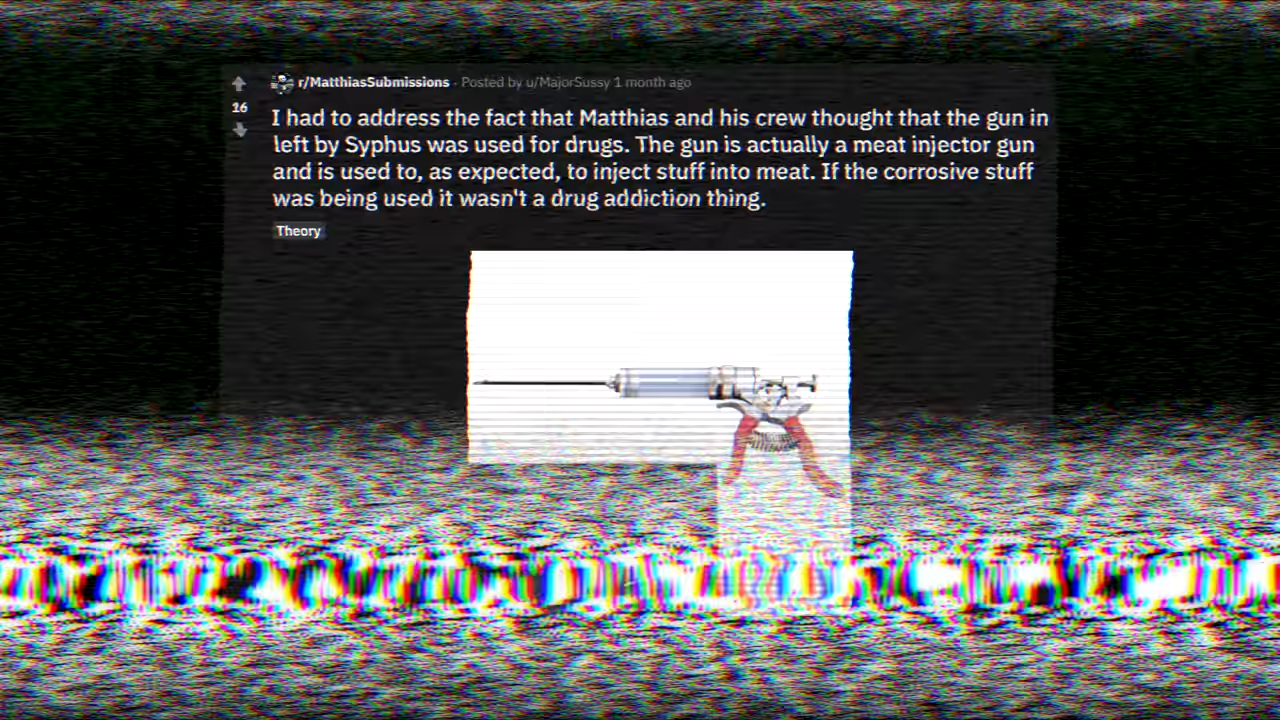 r/MatthiasSubmissions · Posted by u/MajorSussy 1 month ago
16
I had to address the fact that Matthias and his crew thought that the gun in
left by Syphus was used for drugs. The gun is actually a meat injector gun
and is used to, as expected, to inject stuff into meat. If the corrosive stuff
was being used it wasn't a drug addiction thing.
Theory